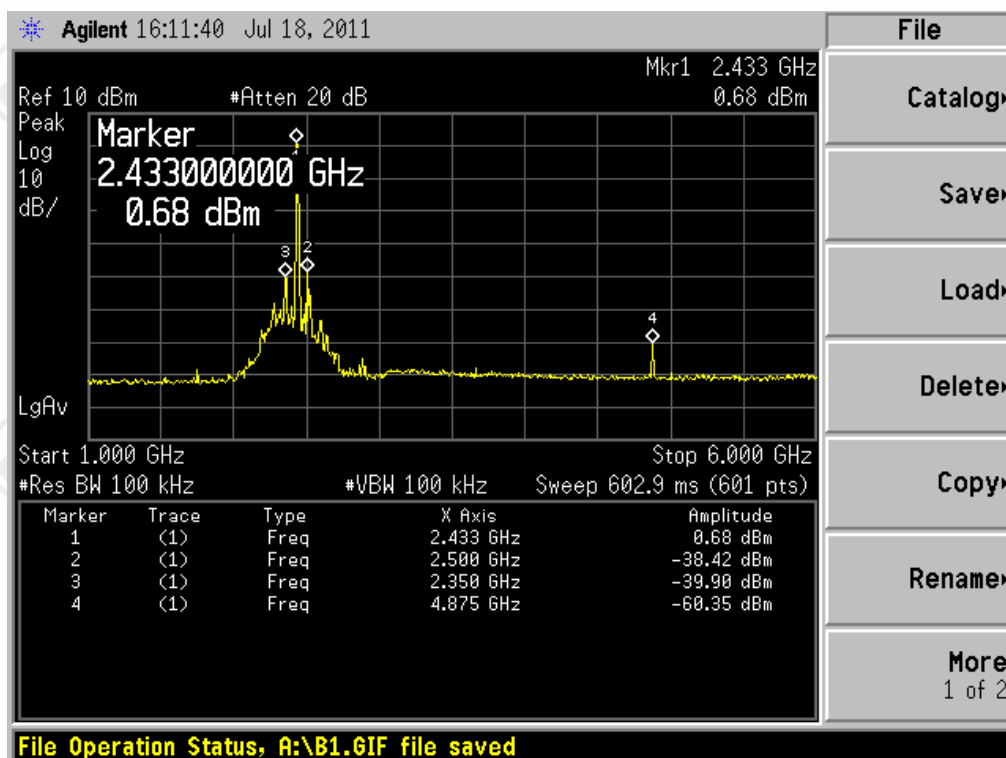 Agilent 16:11:40 Jul 18, 2011
File
Mkr1 2.433 GHz
Ref 10 dBm #Atten 20 dB 0.68 dBm
Peak
Log
10
dB/
Marker
2.433000000 GHz
0.68 dBm
3 2
4
LgAv
Start 1.000 GHz Stop 6.000 GHz
#Res BW 100 kHz #VBW 100 kHz Sweep 602.9 ms (601 pts)
Marker Trace Type X Axis Amplitude
1 (1) Freq 2.433 GHz 0.68 dBm
2 (1) Freq 2.500 GHz -38.42 dBm
3 (1) Freq 2.350 GHz -39.90 dBm
4 (1) Freq 4.875 GHz -60.35 dBm
Catalog
Save
Load
Delete
Copy
Rename
More
1 of 2
File Operation Status, A:\B1.GIF file saved